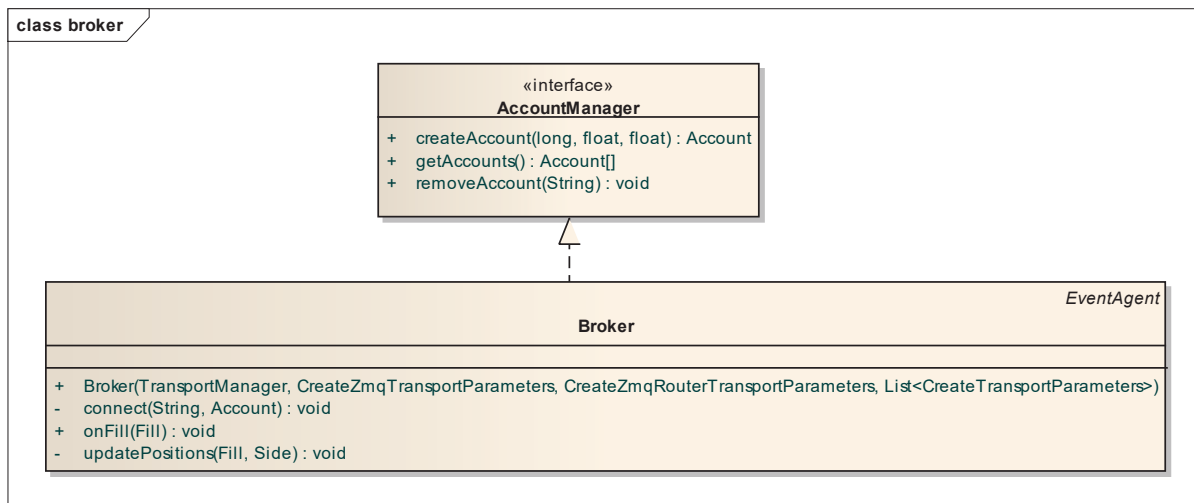 class broker
«interface»
AccountManager
+ createAccount(long, float, float) : Account
+ getAccounts() : Account[]
+ removeAccount(String) : void
EventAgent
Broker
+ Broker(TransportManager, CreateZmqTransportParameters, CreateZmqRouterTransportParameters, List<CreateTransportParameters>)
- connect(String, Account) : void
+ onFill(Fill) : void
- updatePositions(Fill, Side) : void